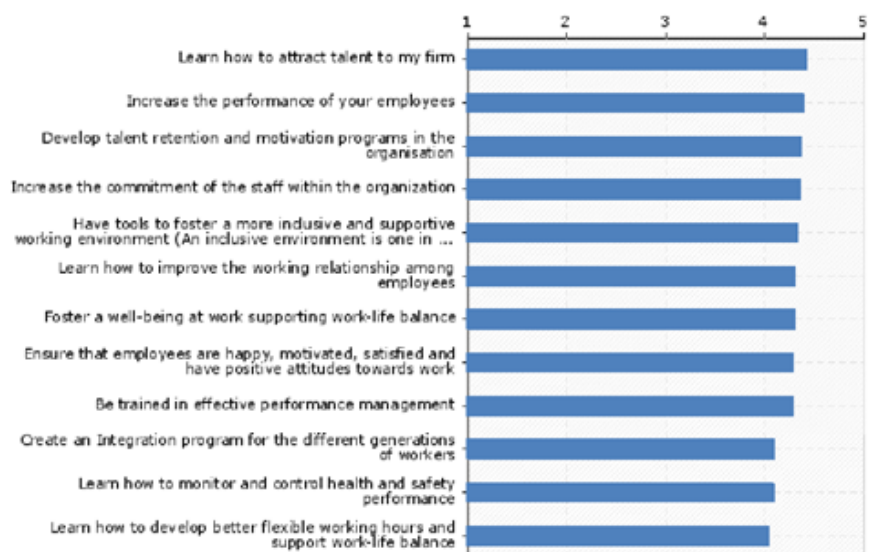 1 2 3 4 5
Learn how to attract talent to my firm
Increase the performance of your employees
Develop talent retention and motivation programs in the
organisation
Increase the commitment of the staff within the organization
Have tools to foster a more inclusive and supportive
working environment (An inclusive environment is one in ...
Learn how to improve the working relationship among
employees
Foster a well-being at work supporting work-life balance
Ensure that employees are happy, motivated, satisfied and
have positive attitudes towards work
Be trained in effective performance management
Create an Integration program for the different generations
of workers
Learn how to monitor and control health and safety
performance
Learn how to develop better flexible working hours and
support work-life balance